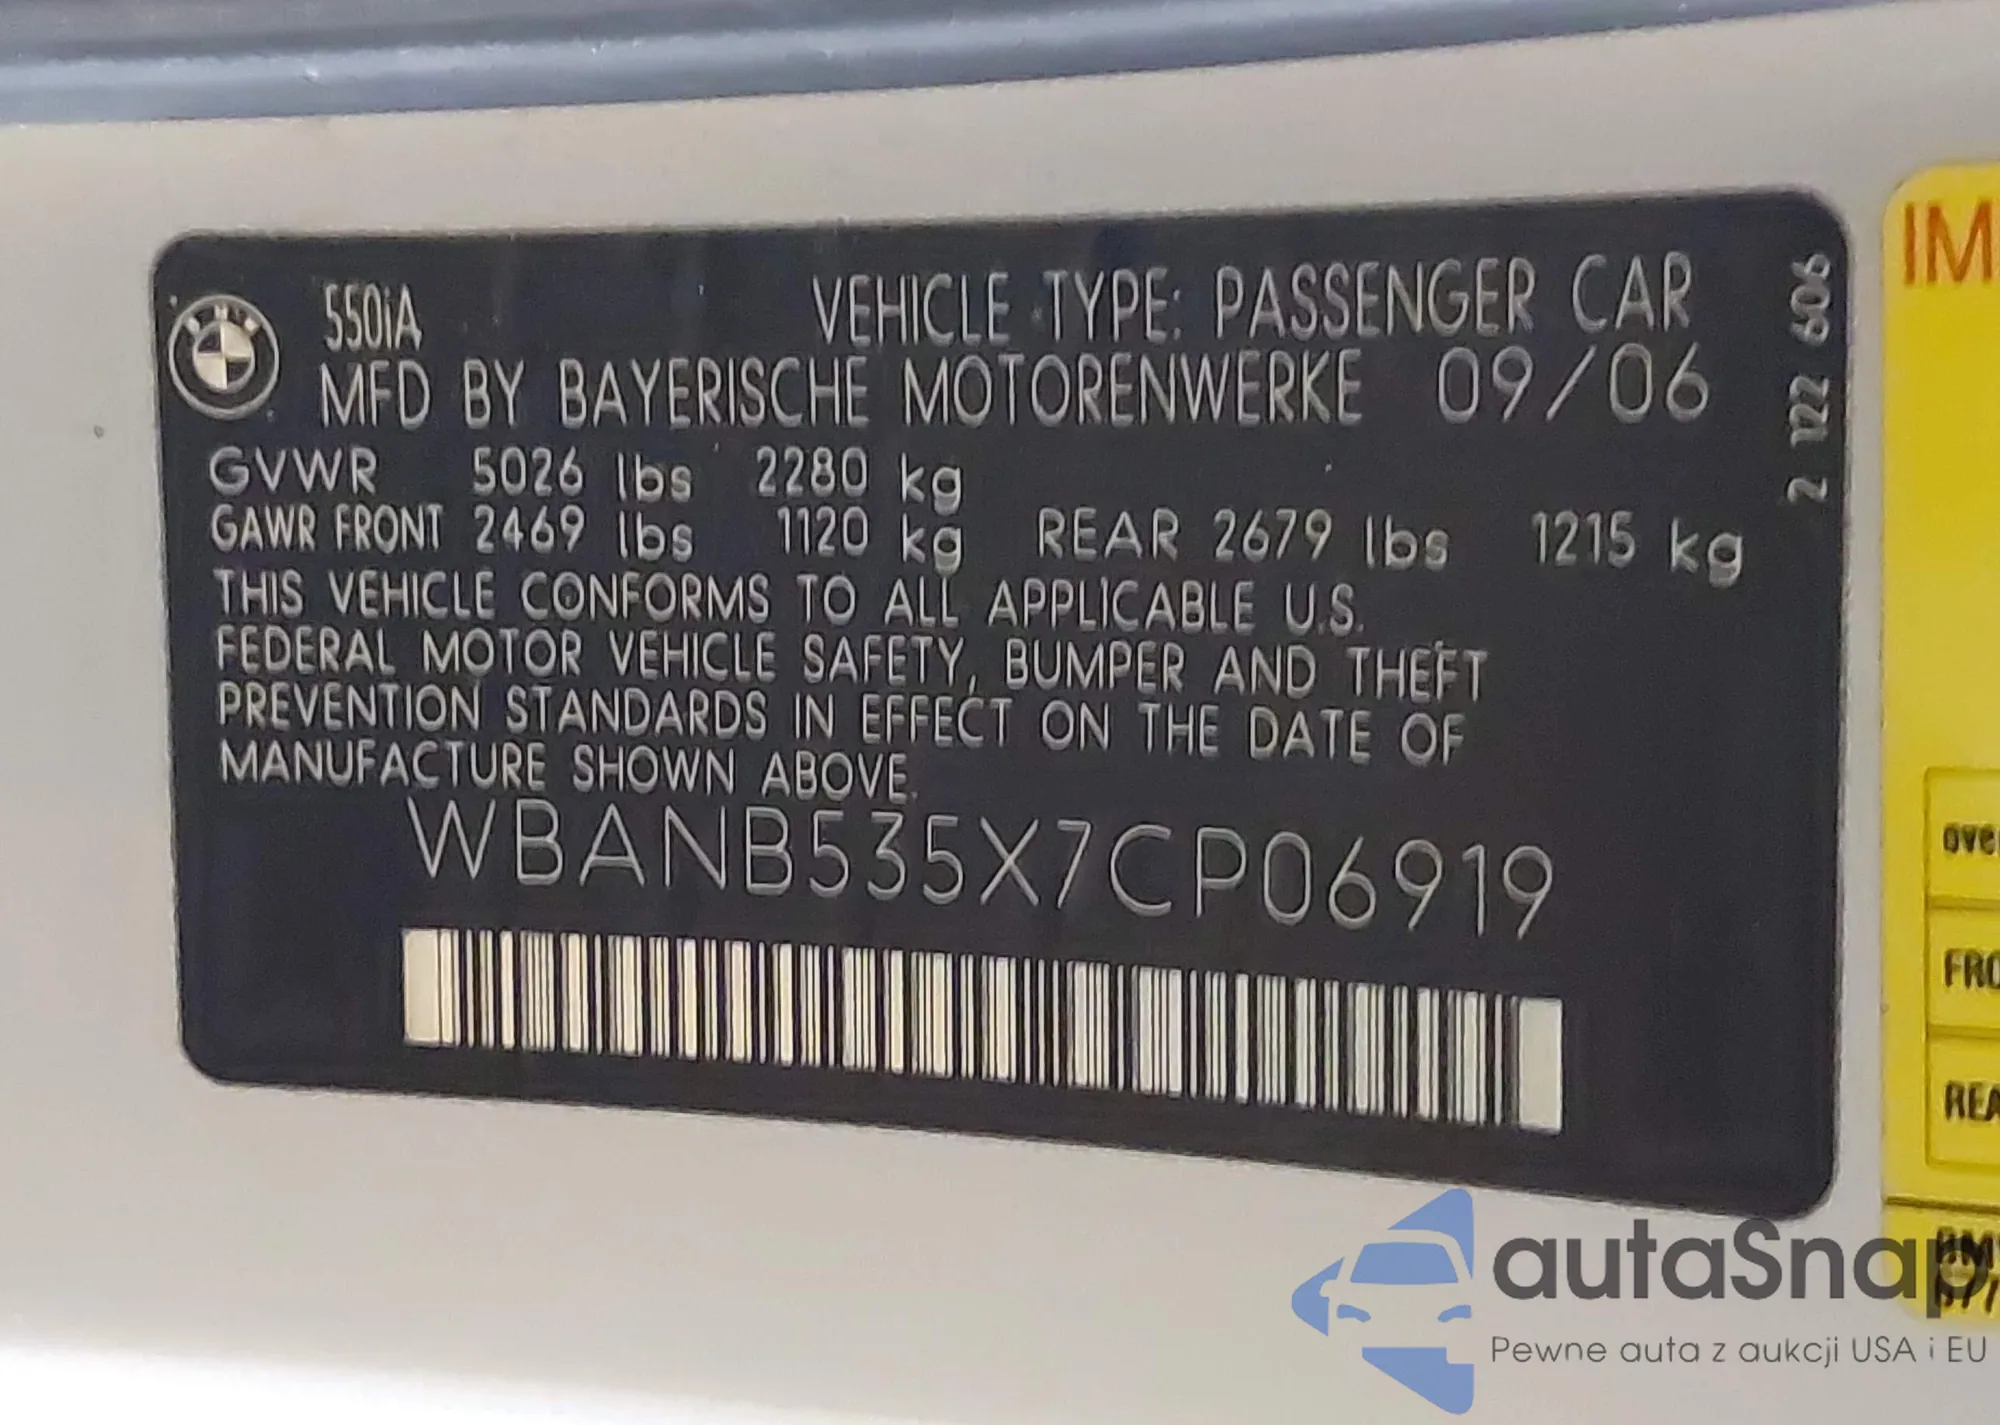 550iA VEHICLE TYPE: PASSENGER CAR
MFD BY BAYERISCHE MOTORENWERKE 09/06
GVWR 5026 lbs 2280 kg
GAWR FRONT 2469 lbs 1120 kg REAR 2679 lbs 1215 kg
THIS VEHICLE CONFORMS TO ALL APPLICABLE U.S.
FEDERAL MOTOR VEHICLE SAFETY, BUMPER AND THEFT
PREVENTION STANDARDS IN EFFECT ON THE DATE OF
MANUFACTURE SHOWN ABOVE.
WBANB535X7CP06919
2 122 606
BMW
autaSnap
Pewne auta z aukcji USA i EU